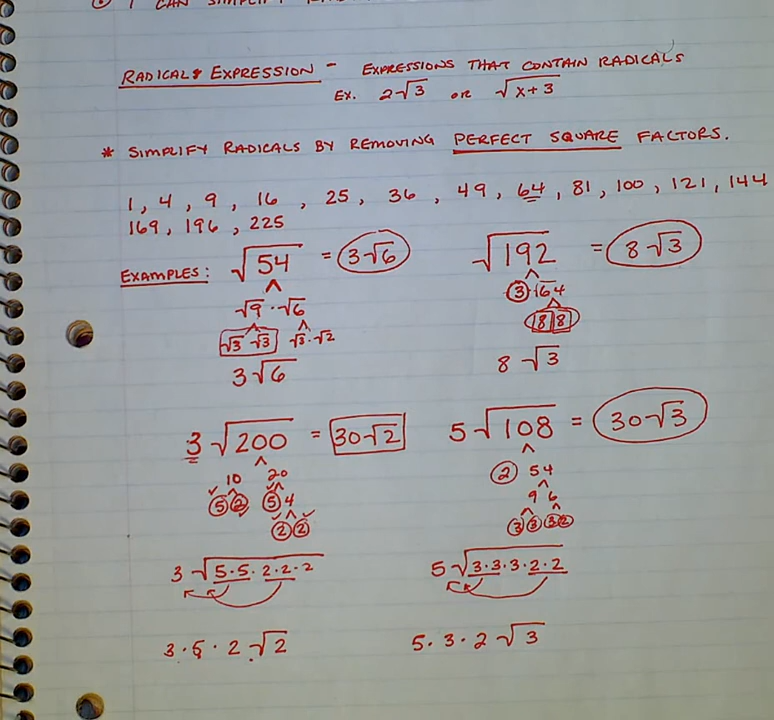 I CAN SIMPLIFY
RADICAL EXPRESSION - EXPRESSIONS THAT CONTAIN RADICALS
EX. 2√3 OR √x+3
* SIMPLIFY RADICALS BY REMOVING PERFECT SQUARE FACTORS.
1, 4, 9, 16, 25, 36, 49, 64, 81, 100, 121, 144
169, 196, 225
EXAMPLES: √54 = 3√6 √192 = 8√3
√9 · √6 3 · √64
√3 √3 √3 · √2 8 8
3√6 8√3
3√200 = 30√2 5√108 = 30√3
10 20 2 54
5 2 5 4 9 6
2 2 3 3 3 2
3√5·5·2·2·2 5√3·3·3·2·2
3·5·2√2 5·3·2√3